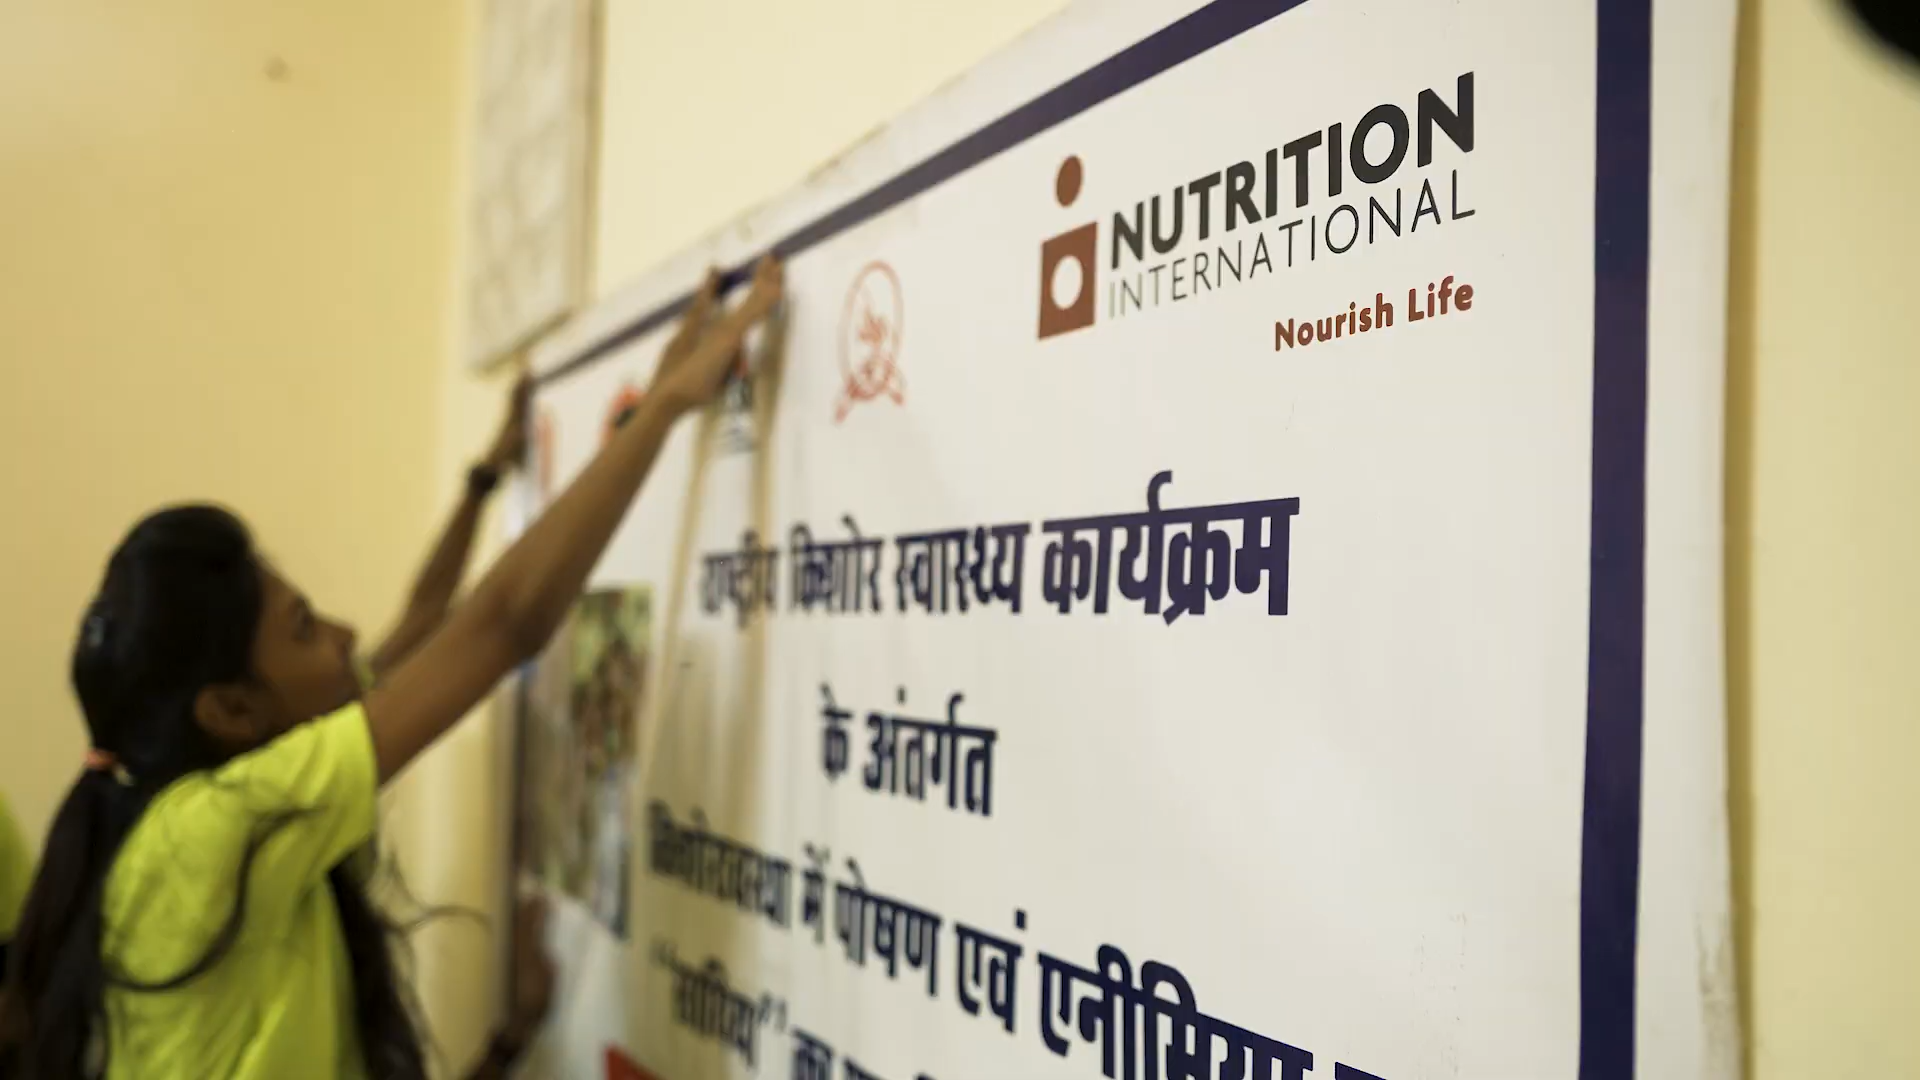 NUTRITION
INTERNATIONAL
Nourish Life
राष्ट्रीय किशोर स्वास्थ्य कार्यक्रम
के अंतर्गत
किशोरावस्था में पोषण एवं एनीमिया
का